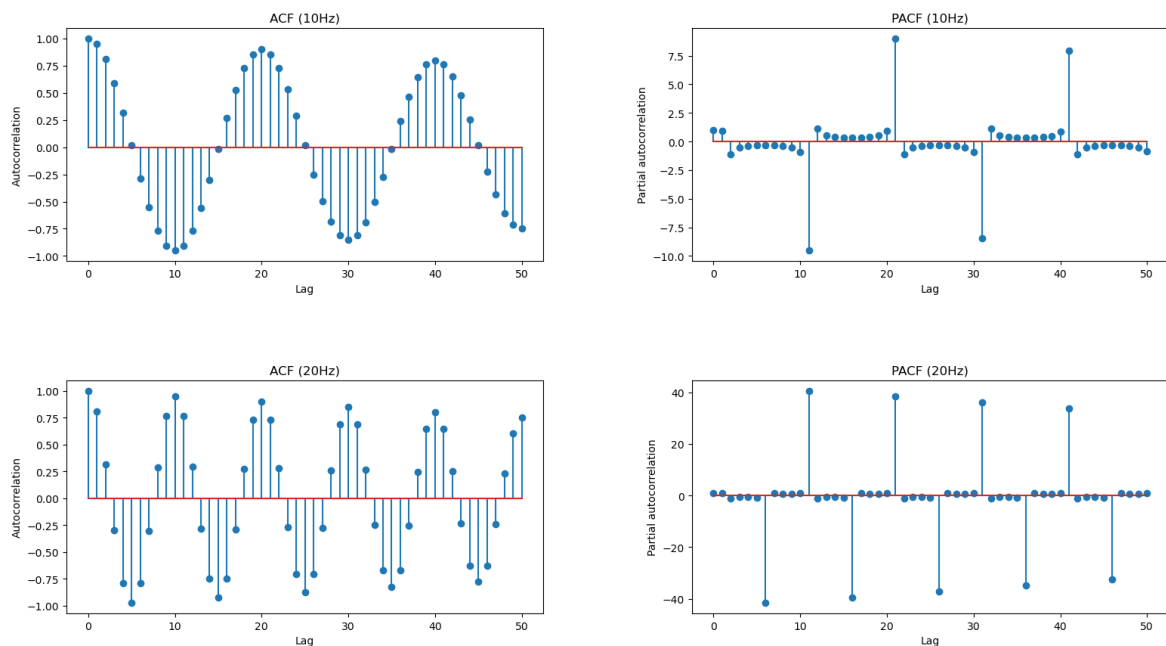 ACF (10Hz)
1.00
0.75
0.50
0.25
0.00
−0.25
−0.50
−0.75
−1.00
Autocorrelation
0 10 20 30 40 50
Lag
PACF (10Hz)
7.5
5.0
2.5
0.0
−2.5
−5.0
−7.5
−10.0
Partial autocorrelation
0 10 20 30 40 50
Lag
ACF (20Hz)
1.00
0.75
0.50
0.25
0.00
−0.25
−0.50
−0.75
−1.00
Autocorrelation
0 10 20 30 40 50
Lag
PACF (20Hz)
40
20
0
−20
−40
Partial autocorrelation
0 10 20 30 40 50
Lag